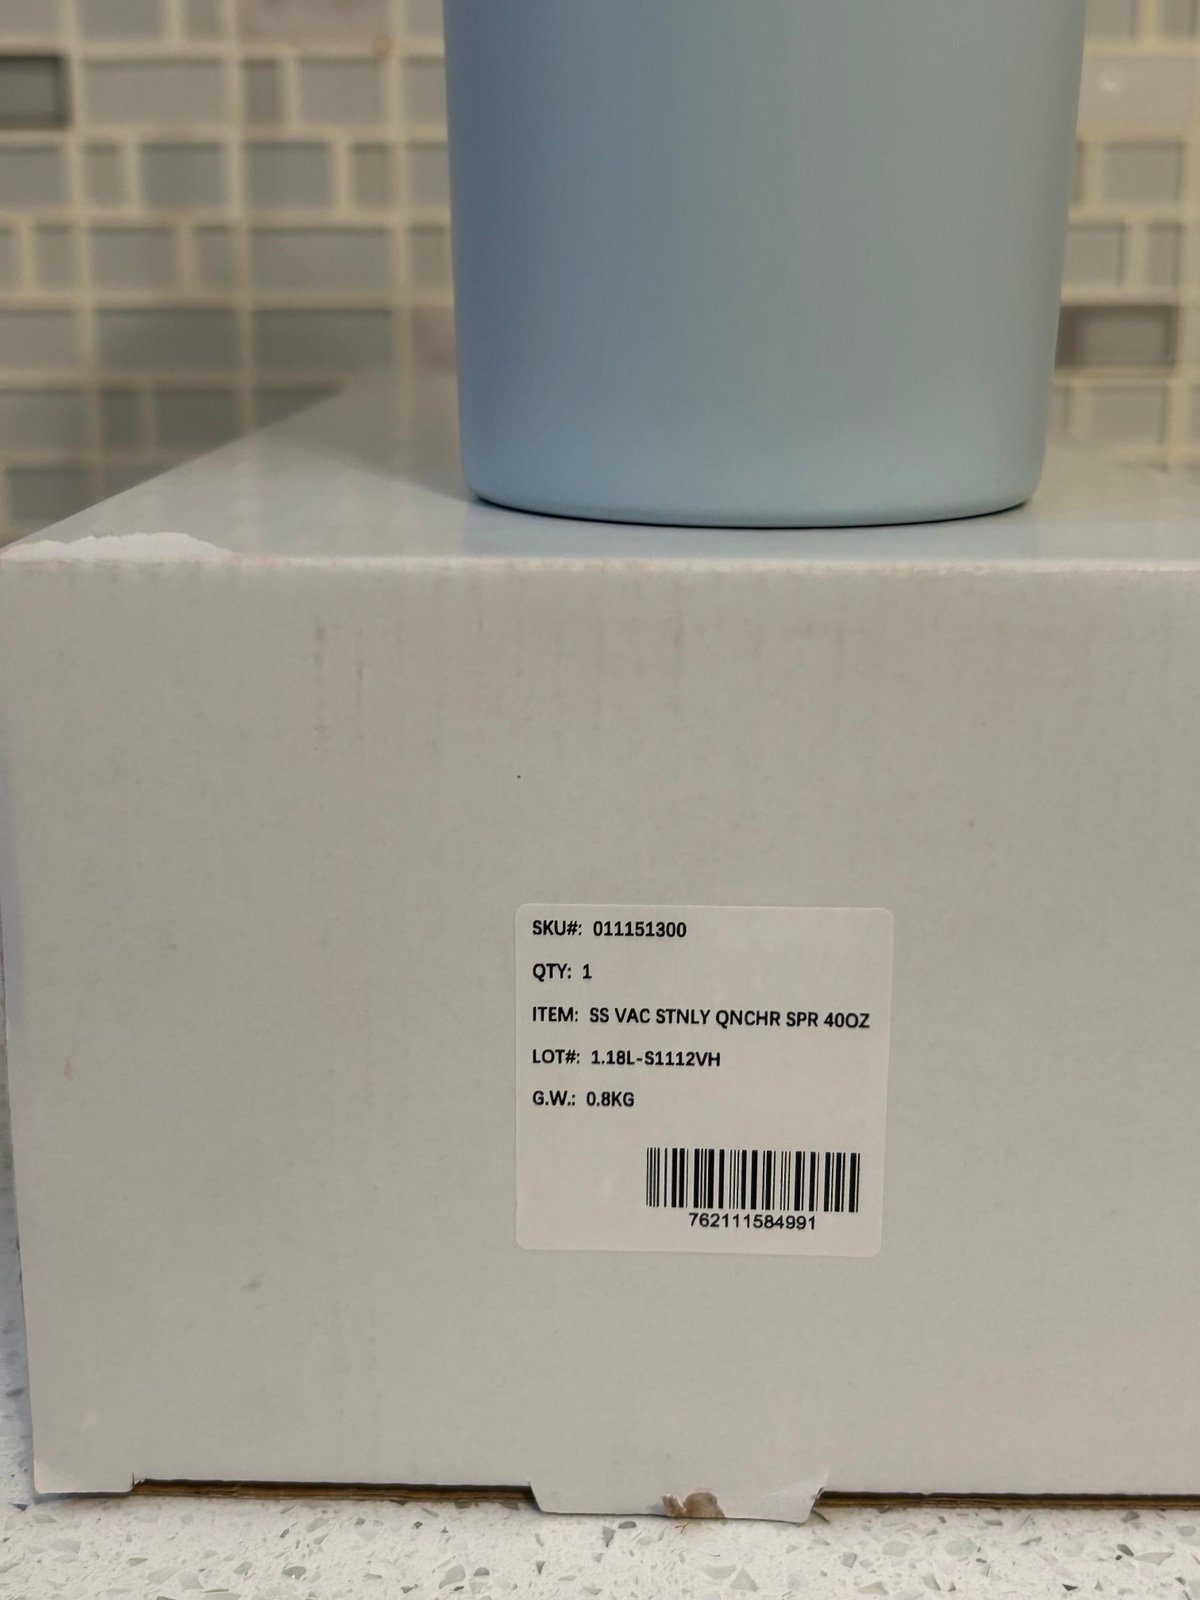 SKU#: 011151300
QTY: 1
ITEM: SS VAC STNLY QNCHR SPR 40OZ
LOT#: 1.18L-S1112VH
G.W.: 0.8KG
762111584991